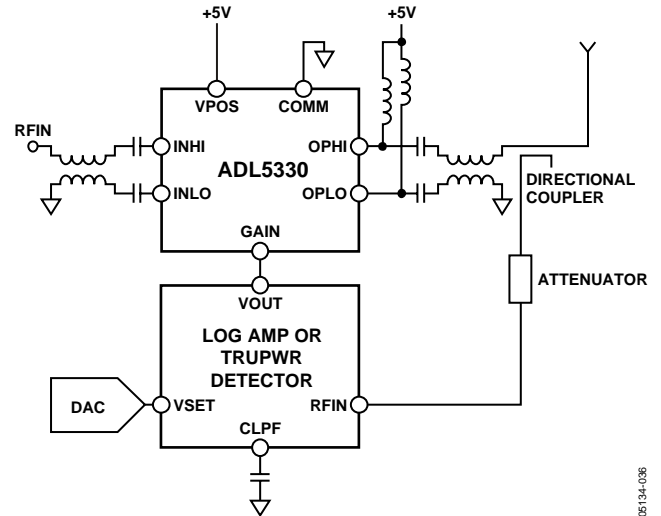 +5V
+5V
VPOS
COMM
RFIN
INHI
OPHI
ADL5330
INLO
OPLO
DIRECTIONAL
COUPLER
GAIN
VOUT
ATTENUATOR
LOG AMP OR
TRUPWR
DETECTOR
DAC
VSET
RFIN
CLPF
05134-036